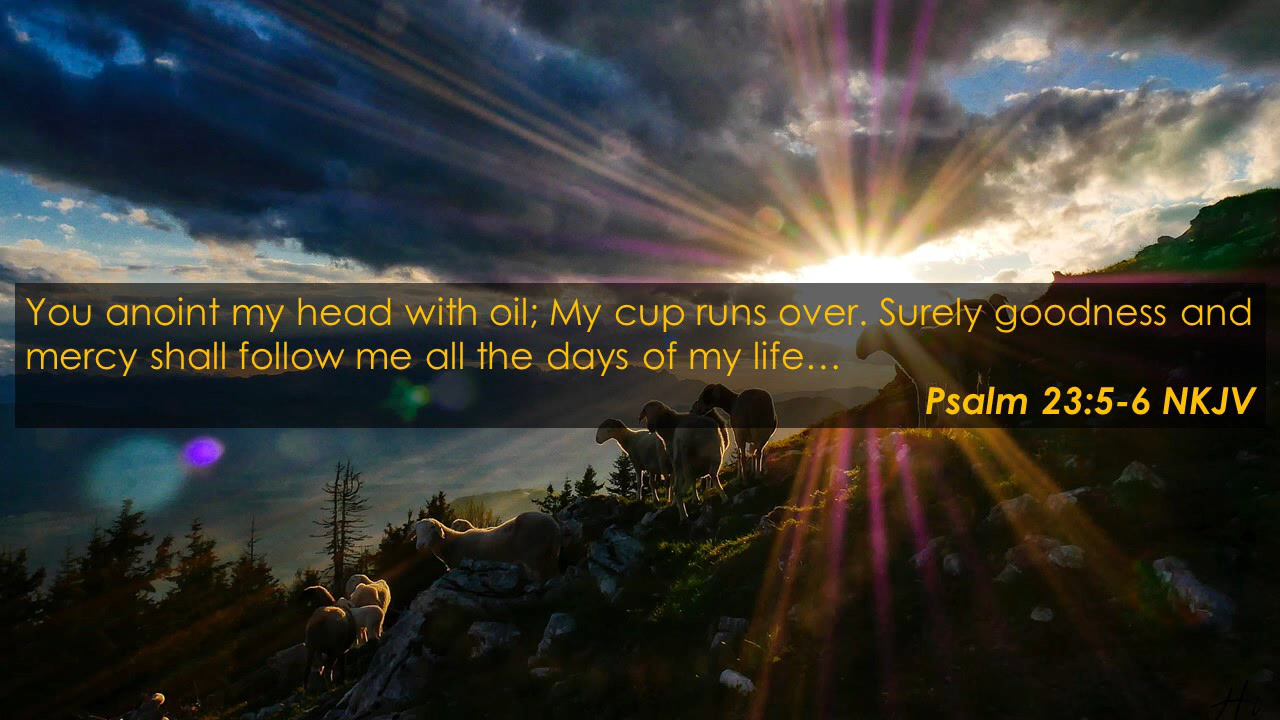 You anoint my head with oil; My cup runs over. Surely goodness and
mercy shall follow me all the days of my life…
Psalm 23:5-6 NKJV